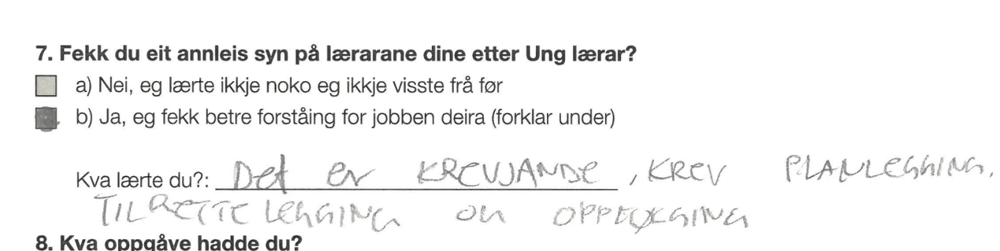 7. Fekk du eit annleis syn på lærarane dine etter Ung lærar?
a) Nei, eg lærte ikkje noko eg ikkje visste frå før
b) Ja, eg fekk betre forståing for jobben deira (forklar under)
Kva lærte du?: Det er KREVJANDE, KREV PLANLEGGING,
TILRETTELEGGING OG OPPFØLGING
8. Kva oppgåve hadde du?